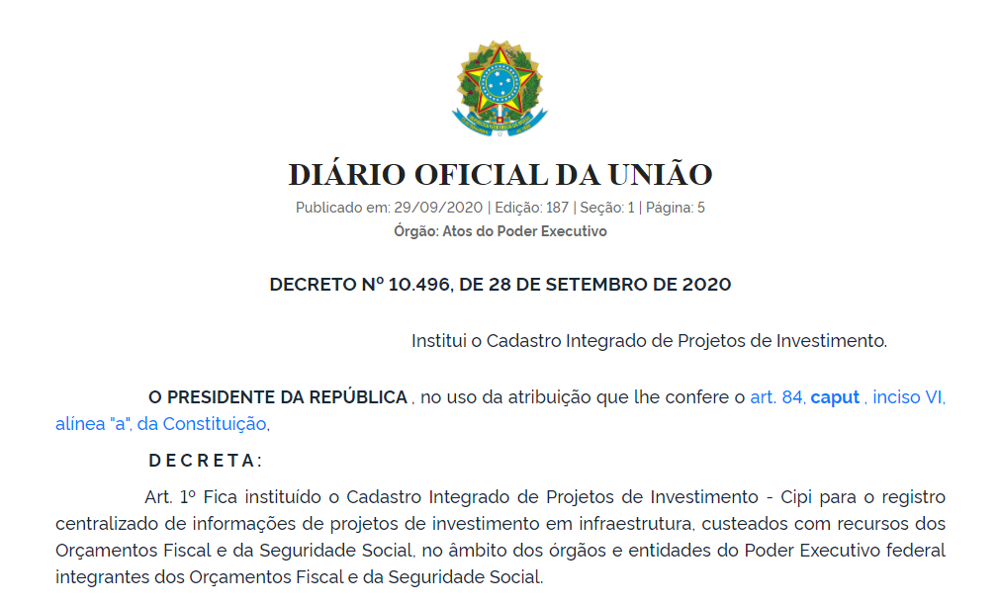 DIÁRIO OFICIAL DA UNIÃO
Publicado em: 29/09/2020 | Edição: 187 | Seção: 1 | Página: 5
Órgão: Atos do Poder Executivo
DECRETO Nº 10.496, DE 28 DE SETEMBRO DE 2020
Institui o Cadastro Integrado de Projetos de Investimento.
O PRESIDENTE DA REPÚBLICA , no uso da atribuição que lhe confere o art. 84, caput , inciso VI,
alínea "a", da Constituição,
D E C R E T A :
Art. 1º Fica instituído o Cadastro Integrado de Projetos de Investimento - Cipi para o registro
centralizado de informações de projetos de investimento em infraestrutura, custeados com recursos dos
Orçamentos Fiscal e da Seguridade Social, no âmbito dos órgãos e entidades do Poder Executivo federal
integrantes dos Orçamentos Fiscal e da Seguridade Social.